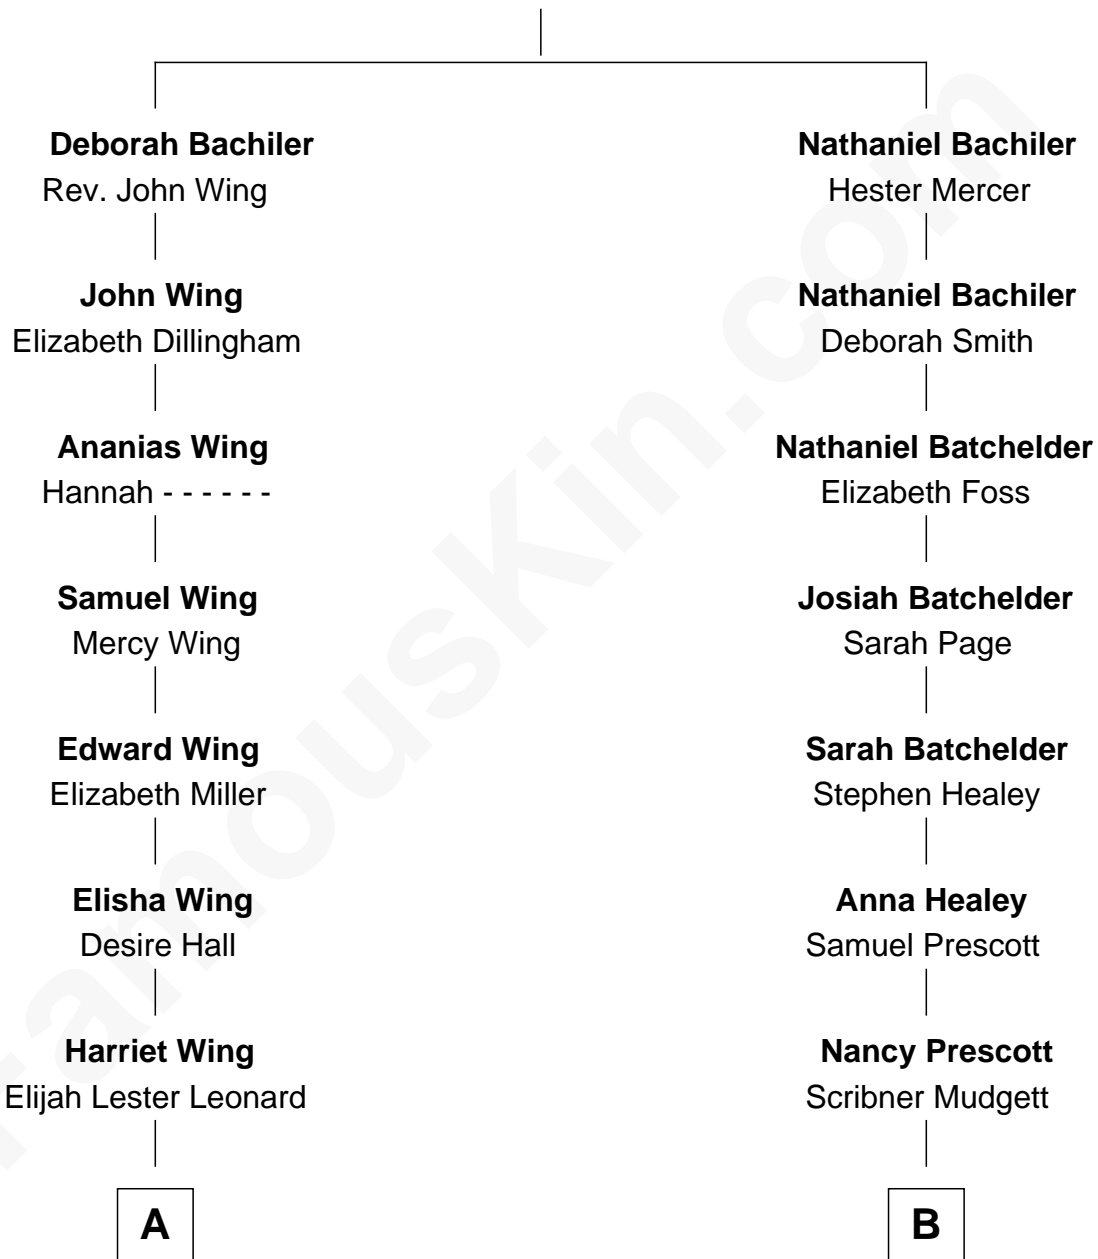 Deborah Bachiler
Rev. John Wing
John Wing
Elizabeth Dillingham
Ananias Wing
Hannah - - - - - -
Samuel Wing
Mercy Wing
Edward Wing
Elizabeth Miller
Elisha Wing
Desire Hall
Harriet Wing
Elijah Lester Leonard
A
Nathaniel Bachiler
Hester Mercer
Nathaniel Bachiler
Deborah Smith
Nathaniel Batchelder
Elizabeth Foss
Josiah Batchelder
Sarah Page
Sarah Batchelder
Stephen Healey
Anna Healey
Samuel Prescott
Nancy Prescott
Scribner Mudgett
B
FamousKin.com